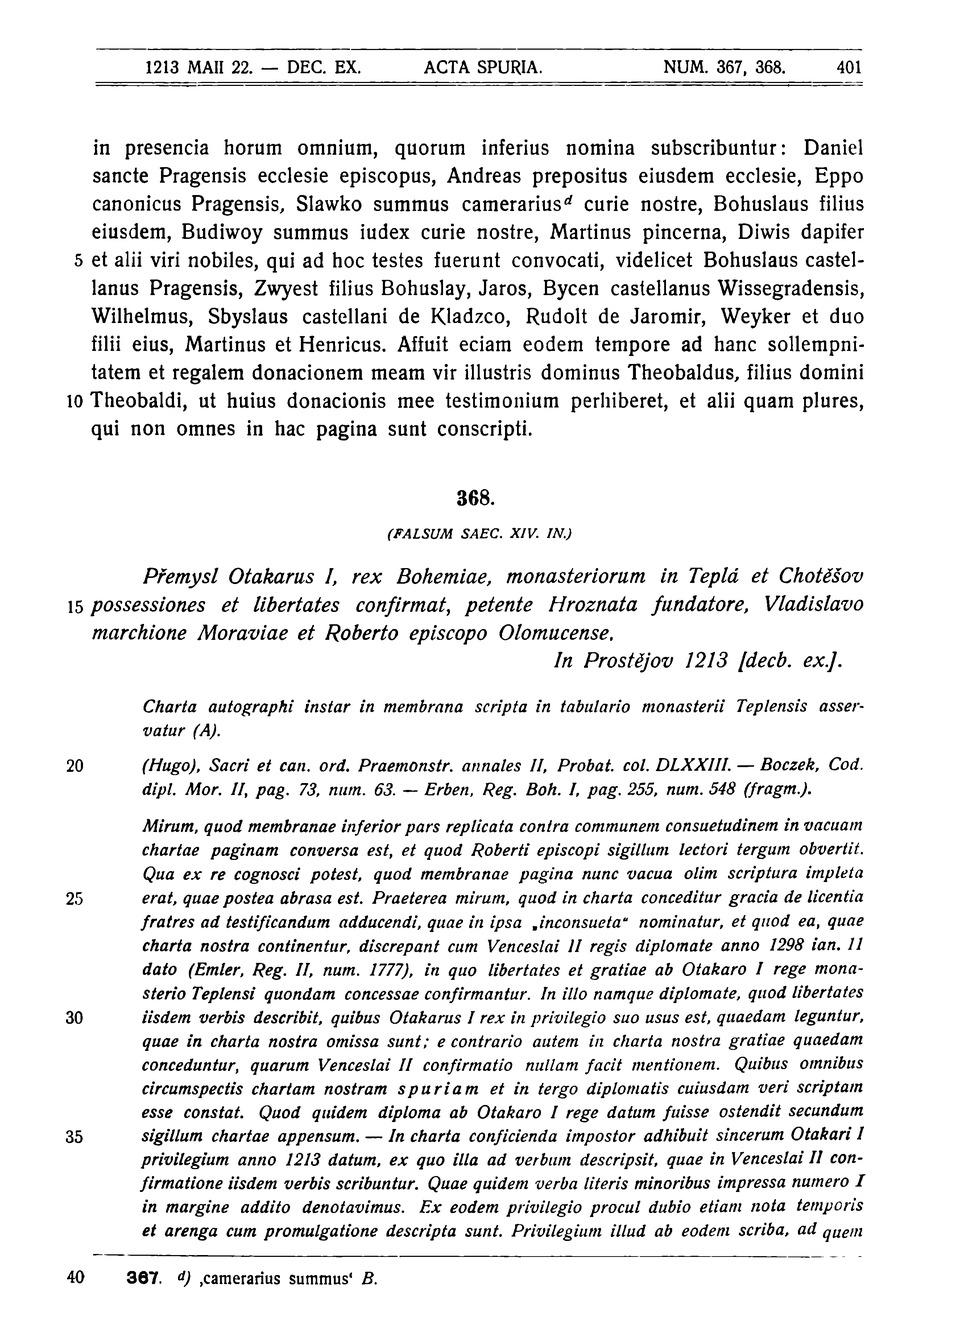 1213 MAII 22. — DEC. EX. ACTA SPURIA. NUM. 367, 368. 401
in presencia horum omnium, quorum inferius nomina subscribuntur: Daniel
sancte Pragensis ecclesie episcopus, Andreas prepositus eiusdem ecclesie, Eppo
canonicus Pragensis, Slawko summus camerarius d curie nostre, Bohuslaus filius
eiusdem, Budiwoy summus iudex curie nostre, Martinus pincerna, Diwis dapifer
5 et alii viri nobiles, qui ad hoc testes fuerunt convocati, videlicet Bohuslaus castel-
lanus Pragensis, Zwyest filius Bohuslay, Jaros, Bycen castellanus Wissegradensis,
Wilhelmus, Sbyslaus castellani de Kladzco, Rudolt de Jaromir, Weyker et duo
filii eius, Martinus et Henricus. Affuit eciam eodem tempore ad hanc sollempni-
tatem et regalem donacionem meam vir illustris dominus Theobaldus, filius domini
10 Theobaldi, ut huius donacionis mee testimonium perhiberet, et alii quam plures,
qui non omnes in hac pagina sunt conscripti.
368.
(FALSUM SAEC. XIV. IN.)
Přemysl Otakarus I, rex Bohemiae, monasteriorum in Teplá et Chotěšov
15 possessiones et libertates confirmat, petente Hroznata fundatore, Vladislavo
marchione Moraviae et Roberto episcopo Olomucense.
In Prostějov 1213 [decb. ex.].
Charta autographi instar in membrana scripta in tabulario monasterii Teplensis asser-
vatur (A).
20 (Hugo), Sacri et can. ord. Praemonstr. annales II, Probat. col. DLXXIII. — Boczek, Cod.
dipl. Mor. II, pag. 73, num. 63. — Erben, Reg. Boh. I, pag. 255, num. 548 (fragm.).
Mirum, quod membranae inferior pars replicata contra communem consuetudinem in vacuam
chartae paginam conversa est, et quod Roberti episcopi sigillum lectori tergum obvertit.
Qua ex re cognosci potest, quod membranae pagina nunc vacua olim scriptura impleta
25 erat, quae postea abrasa est. Praeterea mirum, quod in charta conceditur gracia de licentia
fratres ad testificandum adducendi, quae in ipsa „inconsueta“ nominatur, et quod ea, quae
charta nostra continentur, discrepant cum Venceslai II regis diplomate anno 1298 ian. 11
dato (Emler, Reg. II, num. 1777), in quo libertates et gratiae ab Otakaro I rege mona-
sterio Teplensi quondam concessae confirmantur. In illo namque diplomate, quod libertates
30 iisdem verbis describit, quibus Otakarus I rex in privilegio suo usus est, quaedam leguntur,
quae in charta nostra omissa sunt; e contrario autem in charta nostra gratiae quaedam
conceduntur, quarum Venceslai II confirmatio nullam facit mentionem. Quibus omnibus
circumspectis chartam nostram spuriam et in tergo diplomatis cuiusdam veri scriptam
esse constat. Quod quidem diploma ab Otakaro I rege datum fuisse ostendit secundum
35 sigillum chartae appensum. — In charta conficienda impostor adhibuit sincerum Otakari I
privilegium anno 1213 datum, ex quo illa ad verbum descripsit, quae in Venceslai II con-
firmatione iisdem verbis scribuntur. Quae quidem verba literis minoribus impressa numero I
in margine addito denotavimus. Ex eodem privilegio procul dubio etiam nota temporis
et arenga cum promulgatione descripta sunt. Privilegium illud ab eodem scriba, ad quem
40 367. d) ‚camerarius summus‘ B.